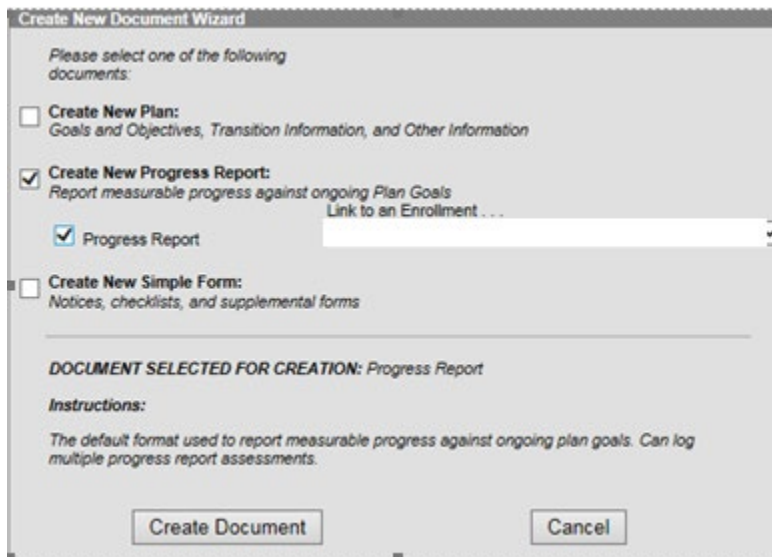 Create New Document Wizard
Please select one of the following
documents:
Create New Plan:
Goals and Objectives, Transition Information, and Other Information
Create New Progress Report:
Report measurable progress against ongoing Plan Goals
Link to an Enrollment . . .
Progress Report
Create New Simple Form:
Notices, checklists, and supplemental forms
DOCUMENT SELECTED FOR CREATION: Progress Report
Instructions:
The default format used to report measurable progress against ongoing plan goals. Can log
multiple progress report assessments.
Create Document
Cancel